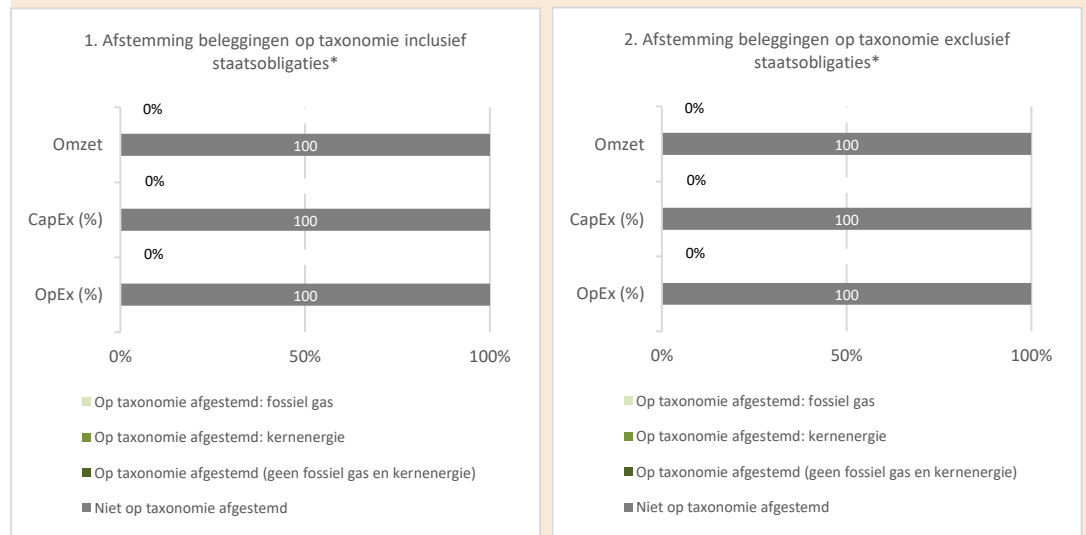 1. Afstemming beleggingen op taxonomie inclusief
staatsobligaties*
0%
Omzet
100
0%
CapEx (%)
100
0%
OpEx (%)
100
0%
50%
100%
Op taxonomie afgestemd: fossiel gas
Op taxonomie afgestemd: kernenergie
Op taxonomie afgestemd (geen fossiel gas en kernenergie)
Niet op taxonomie afgestemd
2. Afstemming beleggingen op taxonomie exclusief
staatsobligaties*
0%
Omzet
100
0%
CapEx (%)
100
0%
OpEx (%)
100
0%
50%
100%
Op taxonomie afgestemd: fossiel gas
Op taxonomie afgestemd: kernenergie
Op taxonomie afgestemd (geen fossiel gas en kernenergie)
Niet op taxonomie afgestemd